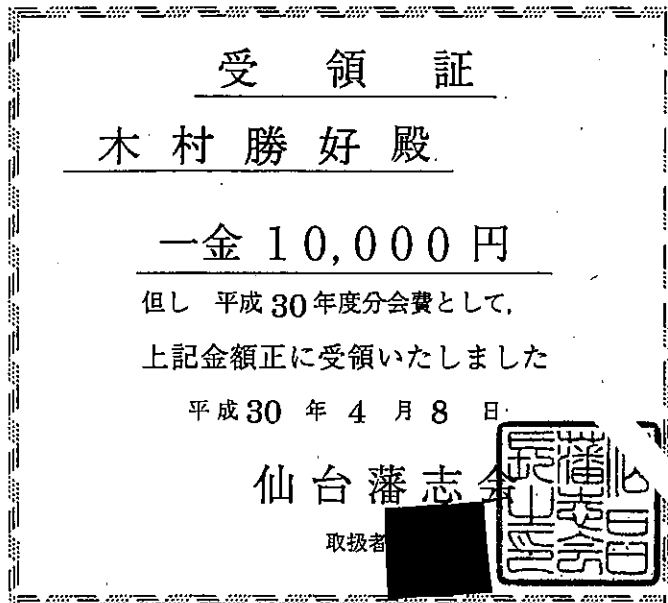 受領証
木村勝好殿
一金 10,000円
但し 平成30年度分会費として、
上記金額正に受領いたしました
平成30 年 4 月 8 日
仙台藩志会
取扱者